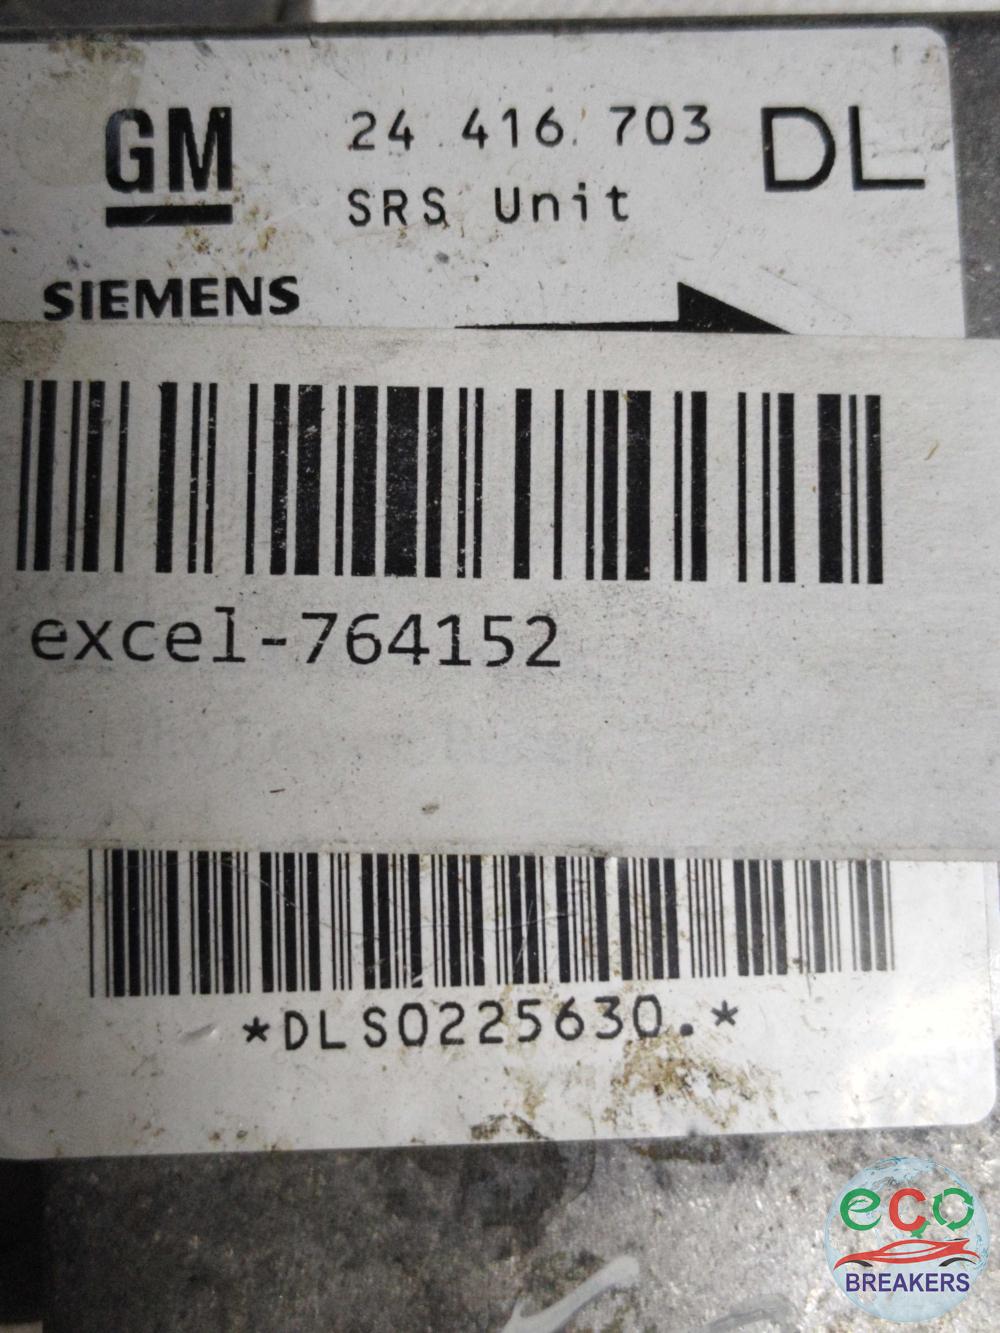 GM
24 416 703
DL
SRS Unit
SIEMENS
excel-764152
*DLS0225630.*
eco
BREAKERS